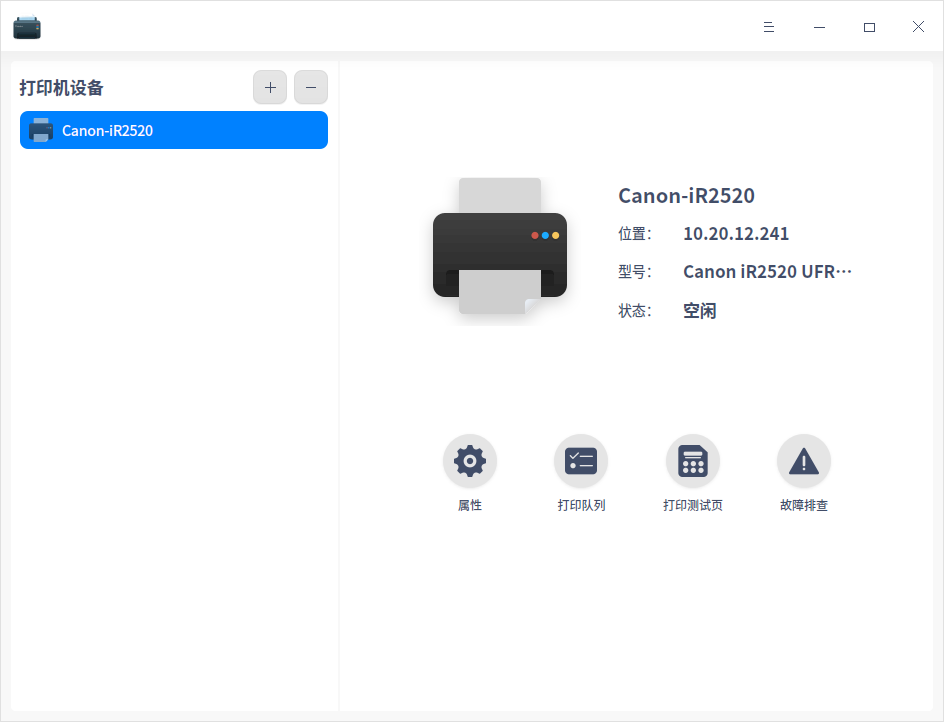 打印机设备
Canon-iR2520
Canon-iR2520
位置： 10.20.12.241
型号： Canon iR2520 UFR···
状态： 空闲
属性 打印队列 打印测试页 故障排查